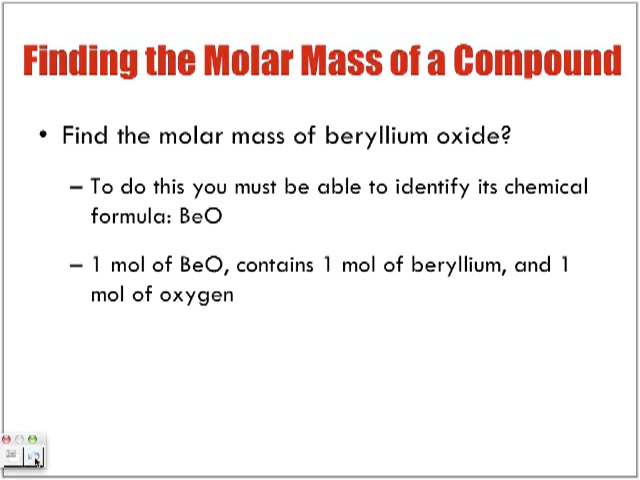 Finding the Molar Mass of a Compound
• Find the molar mass of beryllium oxide?
– To do this you must be able to identify its chemical
formula: BeO
– 1 mol of BeO, contains 1 mol of beryllium, and 1
mol of oxygen